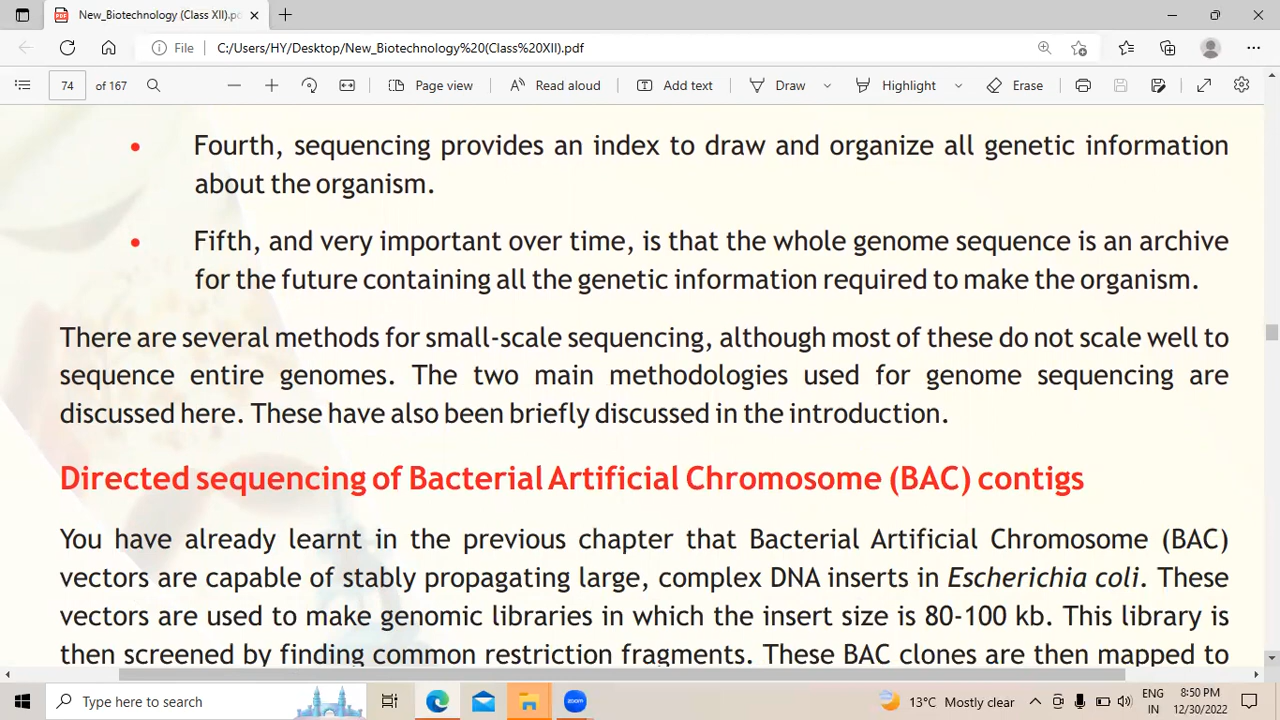 New_Biotechnology (Class XII).pd
File C:/Users/HY/Desktop/New_Biotechnology%20(Class%20XII).pdf
74 of 167 Page view Read aloud Add text Draw Highlight Erase
• Fourth, sequencing provides an index to draw and organize all genetic information
about the organism.
• Fifth, and very important over time, is that the whole genome sequence is an archive
for the future containing all the genetic information required to make the organism.
There are several methods for small-scale sequencing, although most of these do not scale well to
sequence entire genomes. The two main methodologies used for genome sequencing are
discussed here. These have also been briefly discussed in the introduction.
Directed sequencing of Bacterial Artificial Chromosome (BAC) contigs
You have already learnt in the previous chapter that Bacterial Artificial Chromosome (BAC)
vectors are capable of stably propagating large, complex DNA inserts in Escherichia coli. These
vectors are used to make genomic libraries in which the insert size is 80-100 kb. This library is
then screened by finding common restriction fragments. These BAC clones are then mapped to
Type here to search zoom 13°C Mostly clear ENG 8:50 PM
IN 12/30/2022